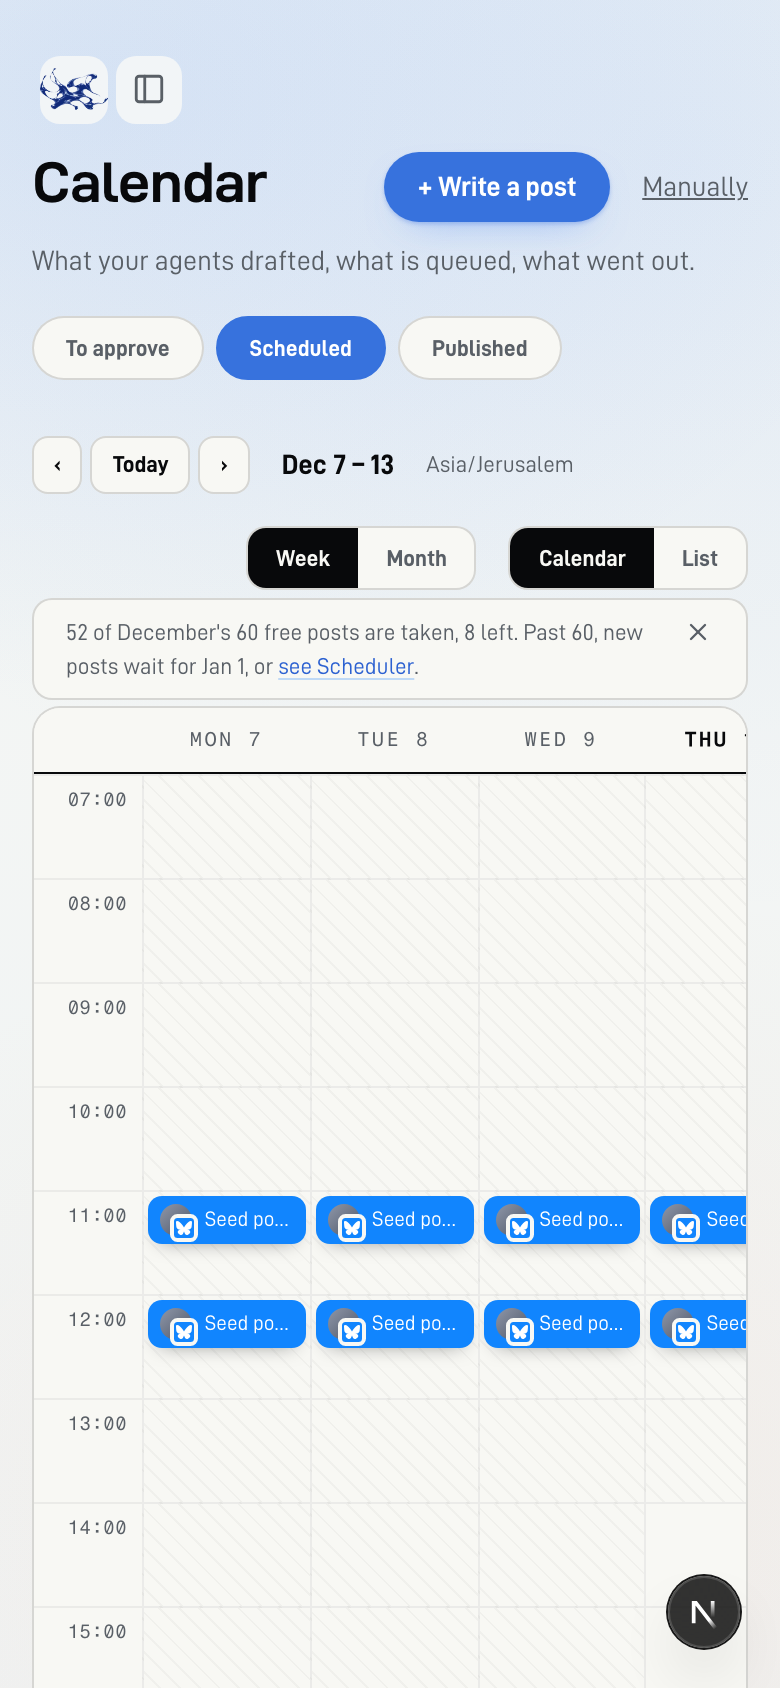 Calendar
+ Write a post
Manually
What your agents drafted, what is queued, what went out.
To approve
Scheduled
Published
‹
Today
›
Dec 7 – 13
Asia/Jerusalem
Week
Month
Calendar
List
52 of December's 60 free posts are taken, 8 left. Past 60, new
posts wait for Jan 1, or see Scheduler.
MON 7
TUE 8
WED 9
THU
07:00
08:00
09:00
10:00
11:00
Seed po...
Seed po...
Seed po...
Seed
12:00
Seed po...
Seed po...
Seed po...
Seed
13:00
14:00
15:00
N